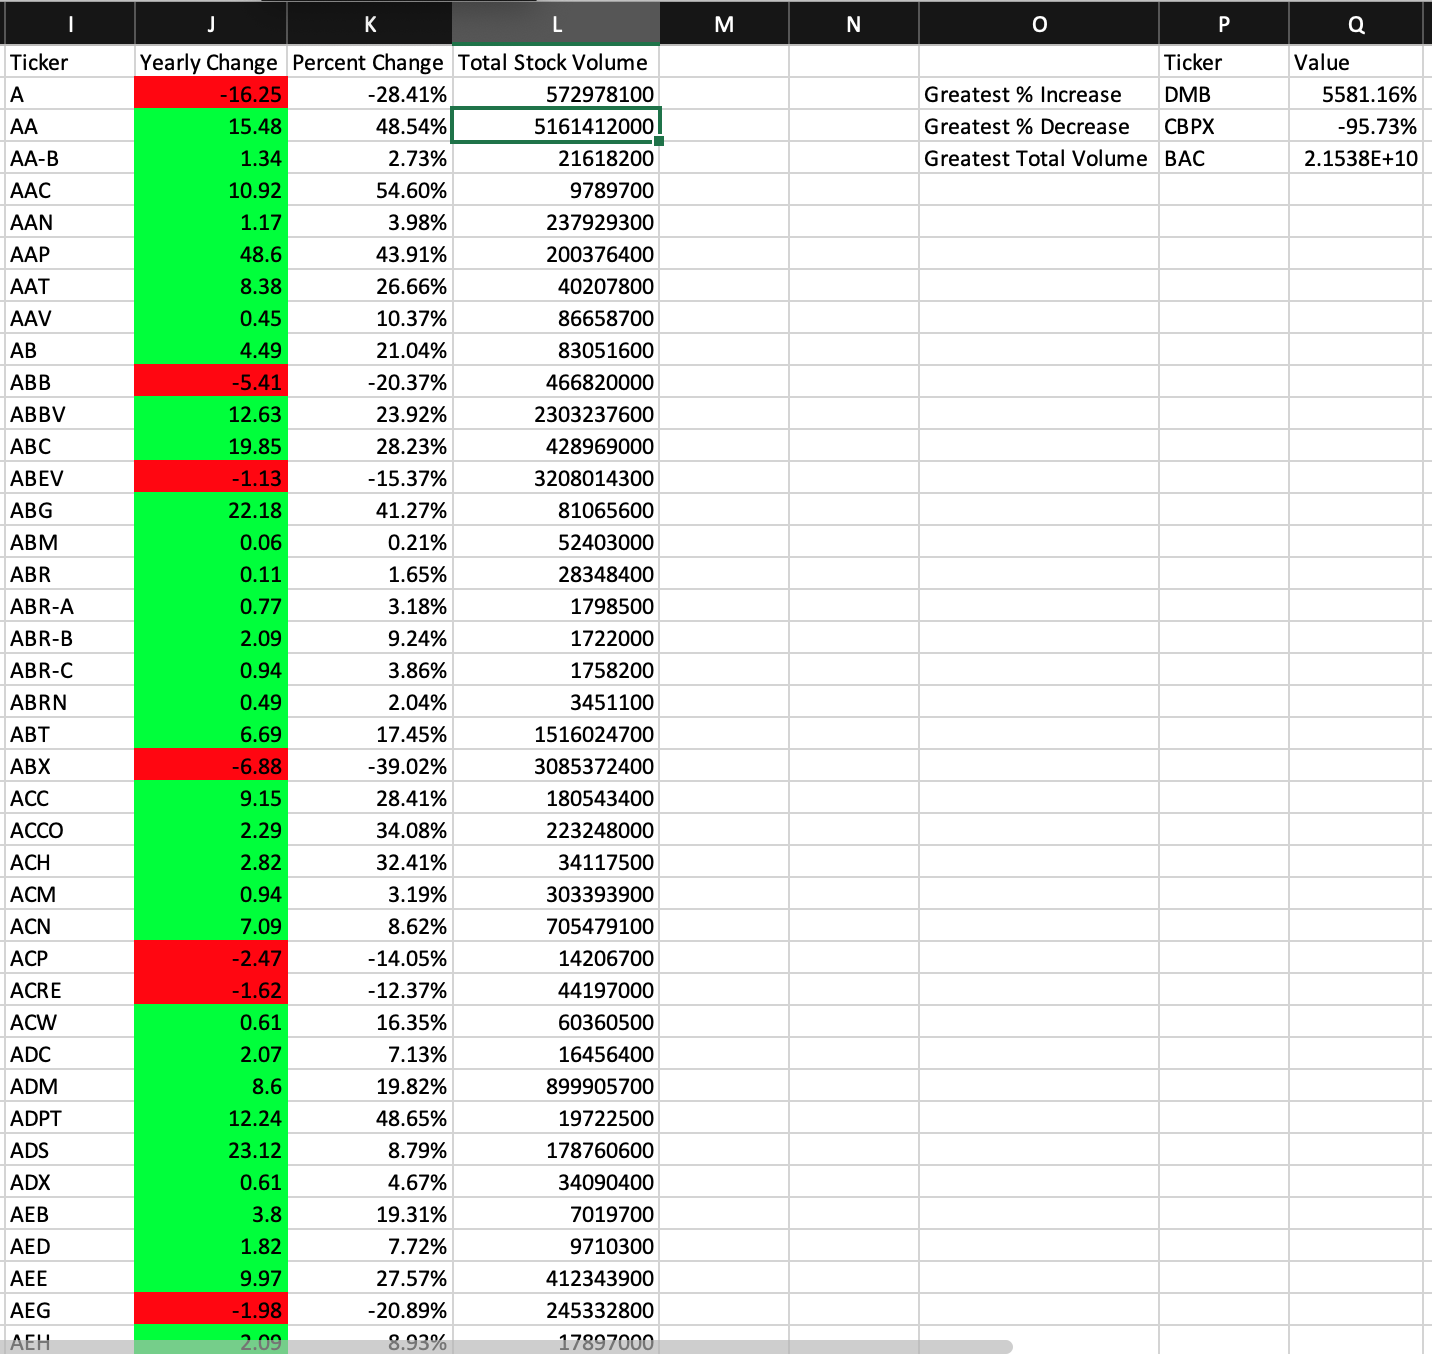 I J K L M N O P Q
Ticker Yearly Change Percent Change Total Stock Volume Ticker Value
A -16.25 -28.41% 572978100 Greatest % Increase DMB 5581.16%
AA 15.48 48.54% 5161412000 Greatest % Decrease CBPX -95.73%
AA-B 1.34 2.73% 21618200 Greatest Total Volume BAC 2.1538E+10
AAC 10.92 54.60% 9789700
AAN 1.17 3.98% 237929300
AAP 48.6 43.91% 200376400
AAT 8.38 26.66% 40207800
AAV 0.45 10.37% 86658700
AB 4.49 21.04% 83051600
ABB -5.41 -20.37% 466820000
ABBV 12.63 23.92% 2303237600
ABC 19.85 28.23% 428969000
ABEV -1.13 -15.37% 3208014300
ABG 22.18 41.27% 81065600
ABM 0.06 0.21% 52403000
ABR 0.11 1.65% 28348400
ABR-A 0.77 3.18% 1798500
ABR-B 2.09 9.24% 1722000
ABR-C 0.94 3.86% 1758200
ABRN 0.49 2.04% 3451100
ABT 6.69 17.45% 1516024700
ABX -6.88 -39.02% 3085372400
ACC 9.15 28.41% 180543400
ACCO 2.29 34.08% 223248000
ACH 2.82 32.41% 34117500
ACM 0.94 3.19% 303393900
ACN 7.09 8.62% 705479100
ACP -2.47 -14.05% 14206700
ACRE -1.62 -12.37% 44197000
ACW 0.61 16.35% 60360500
ADC 2.07 7.13% 16456400
ADM 8.6 19.82% 899905700
ADPT 12.24 48.65% 19722500
ADS 23.12 8.79% 178760600
ADX 0.61 4.67% 34090400
AEB 3.8 19.31% 7019700
AED 1.82 7.72% 9710300
AEE 9.97 27.57% 412343900
AEG -1.98 -20.89% 245332800
AEH 2.09 8.93% 17897000